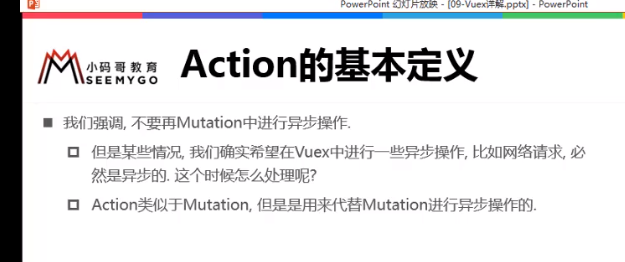 PowerPoint 幻灯片放映 - [09-Vuex详解.pptx] - PowerPoint
小码哥教育
SEEMYGO
Action的基本定义
我们强调, 不要再Mutation中进行异步操作.
但是某些情况, 我们确实希望在Vuex中进行一些异步操作, 比如网络请求, 必
然是异步的. 这个时候怎么处理呢?
Action类似于Mutation, 但是是用来代替Mutation进行异步操作的.